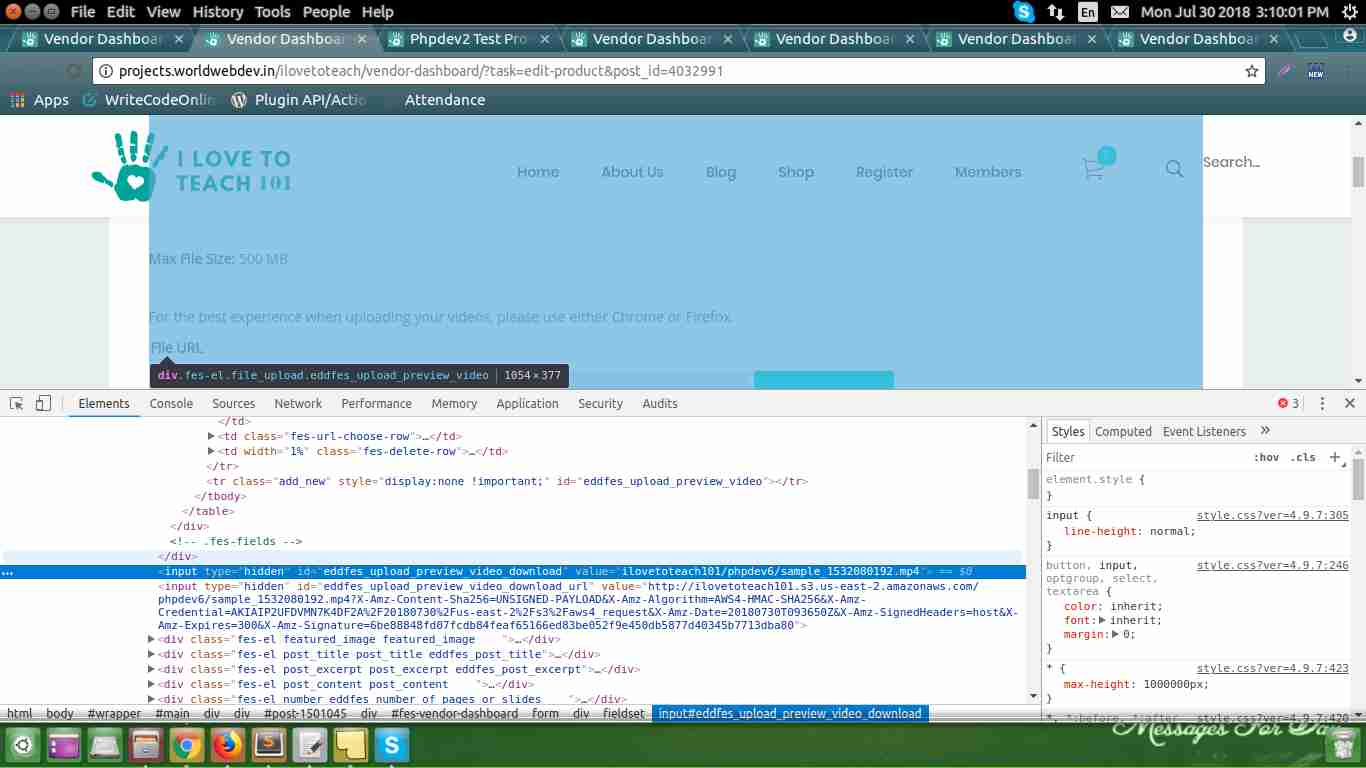 File Edit View History Tools People Help
En Mon Jul 30 2018 3:10:01 PM
Vendor Dashboar × Vendor Dashboar × Phpdev2 Test Pro × Vendor Dashboar × Vendor Dashboar × Vendor Dashboar × Vendor Dashboar ×
projects.worldwebdev.in/ilovetoteach/vendor-dashboard/?task=edit-product&post_id=4032991
NEW
Apps WriteCodeOnlin Plugin API/Actio Attendance
I LOVE TO
TEACH 101
Home About Us Blog Shop Register Members Search...
Max File Size: 500 MB
For the best experience when uploading your videos, please use either Chrome or Firefox.
File URL
div.fes-el.file_upload.eddfes_upload_preview_video | 1054×377
Elements Console Sources Network Performance Memory Application Security Audits 3
</td>
<td class="fes-url-choose-row">…</td>
<td width="1%" class="fes-delete-row">…</td>
</tr>
<tr class="add_new" style="display:none !important;" id="eddfes_upload_preview_video"></tr>
</tbody>
</table>
</div>
<!-- .fes-fields -->
</div>
<input type="hidden" id="eddfes_upload_preview_video_download" value="ilovetoteach101/phpdev6/sample_1532080192.mp4"> == $0
<input type="hidden" id="eddfes_upload_preview_video_download_url" value="http://ilovetoteach101.s3.us-east-2.amazonaws.com/
phpdev6/sample_1532080192.mp4?X-Amz-Content-Sha256=UNSIGNED-PAYLOAD&X-Amz-Algorithm=AWS4-HMAC-SHA256&X-Amz-
Credential=AKIAIP2UFDVMN7K4DF2A%2F20180730%2Fus-east-2%2Fs3%2Faws4_request&X-Amz-Date=20180730T093650Z&X-Amz-SignedHeaders=host&X-
Amz-Expires=300&X-Amz-Signature=6be88848fd07fcdb84feaf65166ed83be052f9e450db5877d40345b7713dba80">
<div class="fes-el featured_image featured_image ">…</div>
<div class="fes-el post_title post_title eddfes_post_title">…</div>
<div class="fes-el post_excerpt post_excerpt eddfes_post_excerpt">…</div>
<div class="fes-el post_content post_content ">…</div>
<div class="fes-el number eddfes number of pages or slides ">…</div>
html body #wrapper #main div div #post-1501045 div #fes-vendor-dashboard form div fieldset input#eddfes_upload_preview_video_download
Styles Computed Event Listeners »
Filter :hov .cls +
element.style {
}
input { style.css?ver=4.9.7:305
line-height: normal;
}
button, input, style.css?ver=4.9.7:246
optgroup, select,
textarea {
color: inherit;
font: inherit;
margin: 0;
}
* { style.css?ver=4.9.7:423
max-height: 1000000px;
}
*, *:before, *:after style.css?ver=4.9.7:420
Messages For